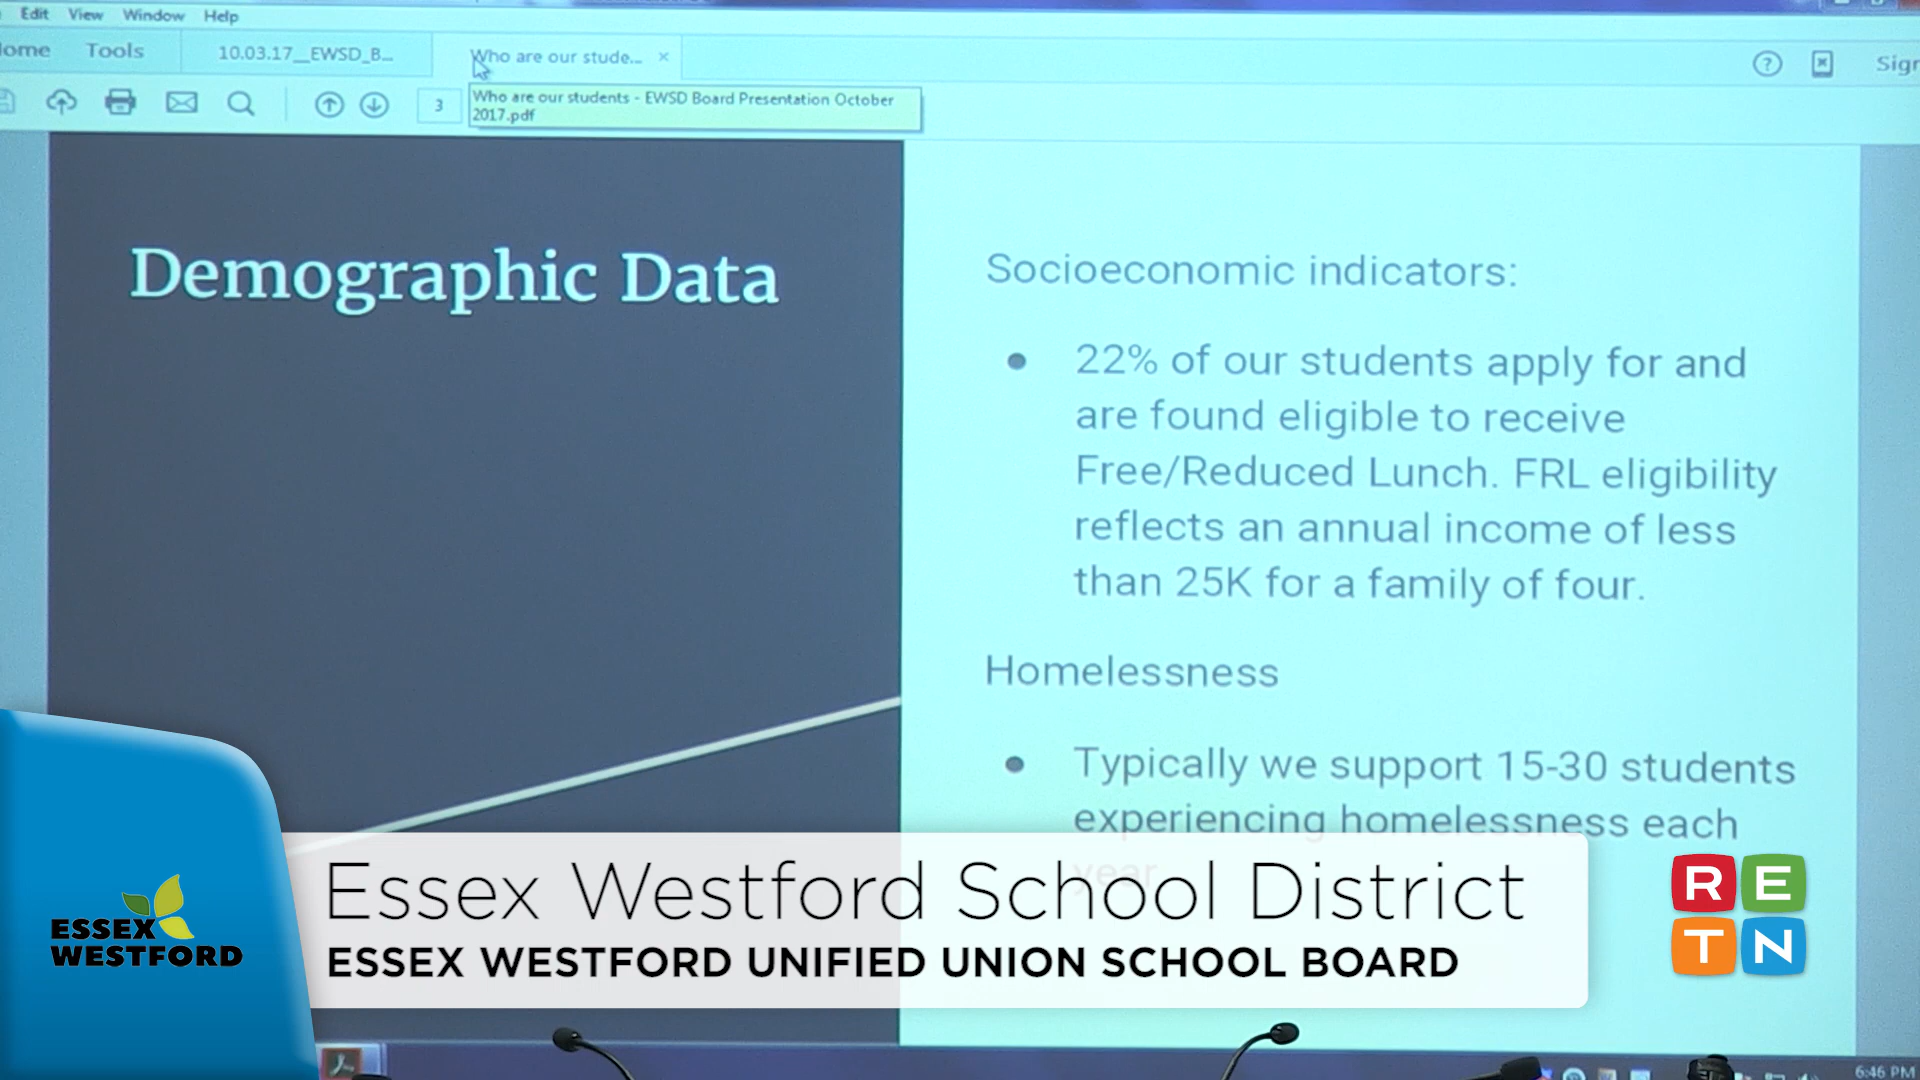 Edit View Window Help
Tools 10.03.17__EWSD_B... Who are our stude... ×
3
Who are our students - EWSD Board Presentation October
2017.pdf
Demographic Data
Socioeconomic indicators:
● 22% of our students apply for and
are found eligible to receive
Free/Reduced Lunch. FRL eligibility
reflects an annual income of less
than 25K for a family of four.
Homelessness
● Typically we support 15-30 students
experiencing homelessness each
year
Essex Westford School District
ESSEX WESTFORD UNIFIED UNION SCHOOL BOARD
ESSEX
WESTFORD
RE
TN
6:46 PM